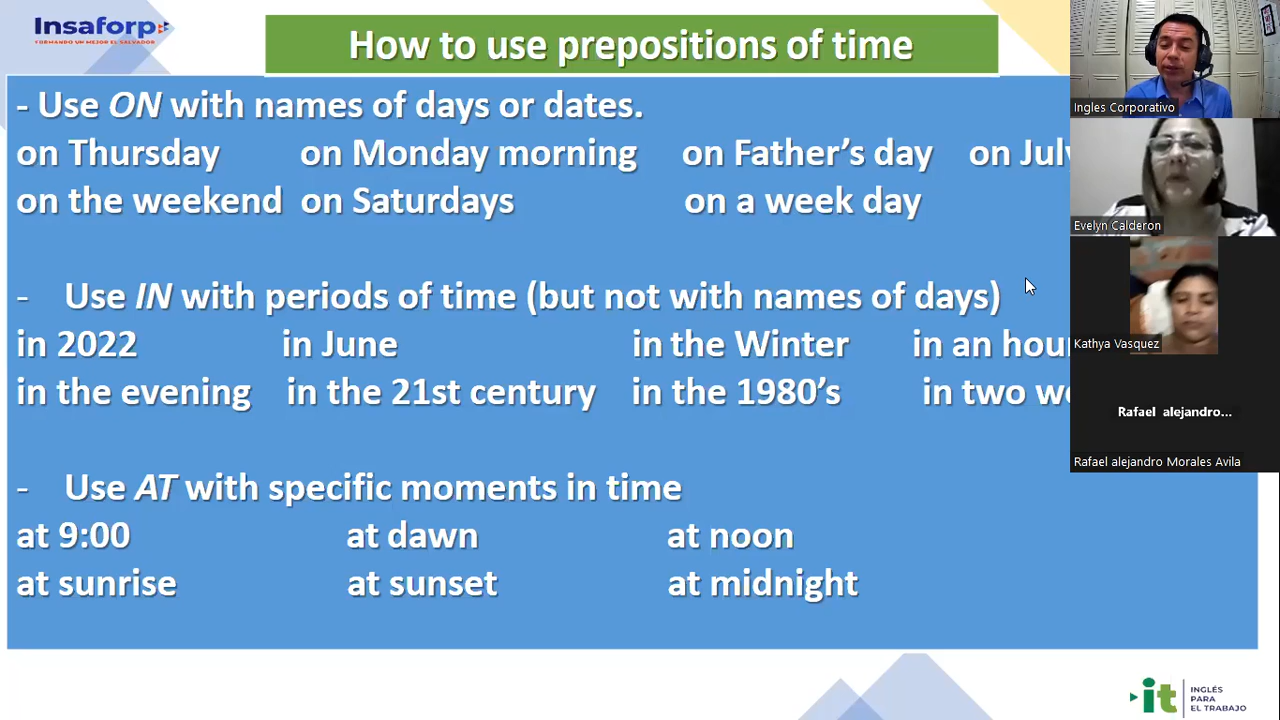 Insaforp
FORMANDO UN MEJOR EL SALVADOR
How to use prepositions of time
- Use ON with names of days or dates.
on Thursday on Monday morning on Father's day on July
on the weekend on Saturdays on a week day
- Use IN with periods of time (but not with names of days)
in 2022 in June in the Winter in an hour
in the evening in the 21st century in the 1980's in two
- Use AT with specific moments in time
at 9:00 at dawn at noon
at sunrise at sunset at midnight
Ingles Corporativo
Evelyn Calderon
Kathya Vasquez
Rafael alejandro...
Rafael alejandro Morales Avila
it
INGLÉS
PARA
EL TRABAJO